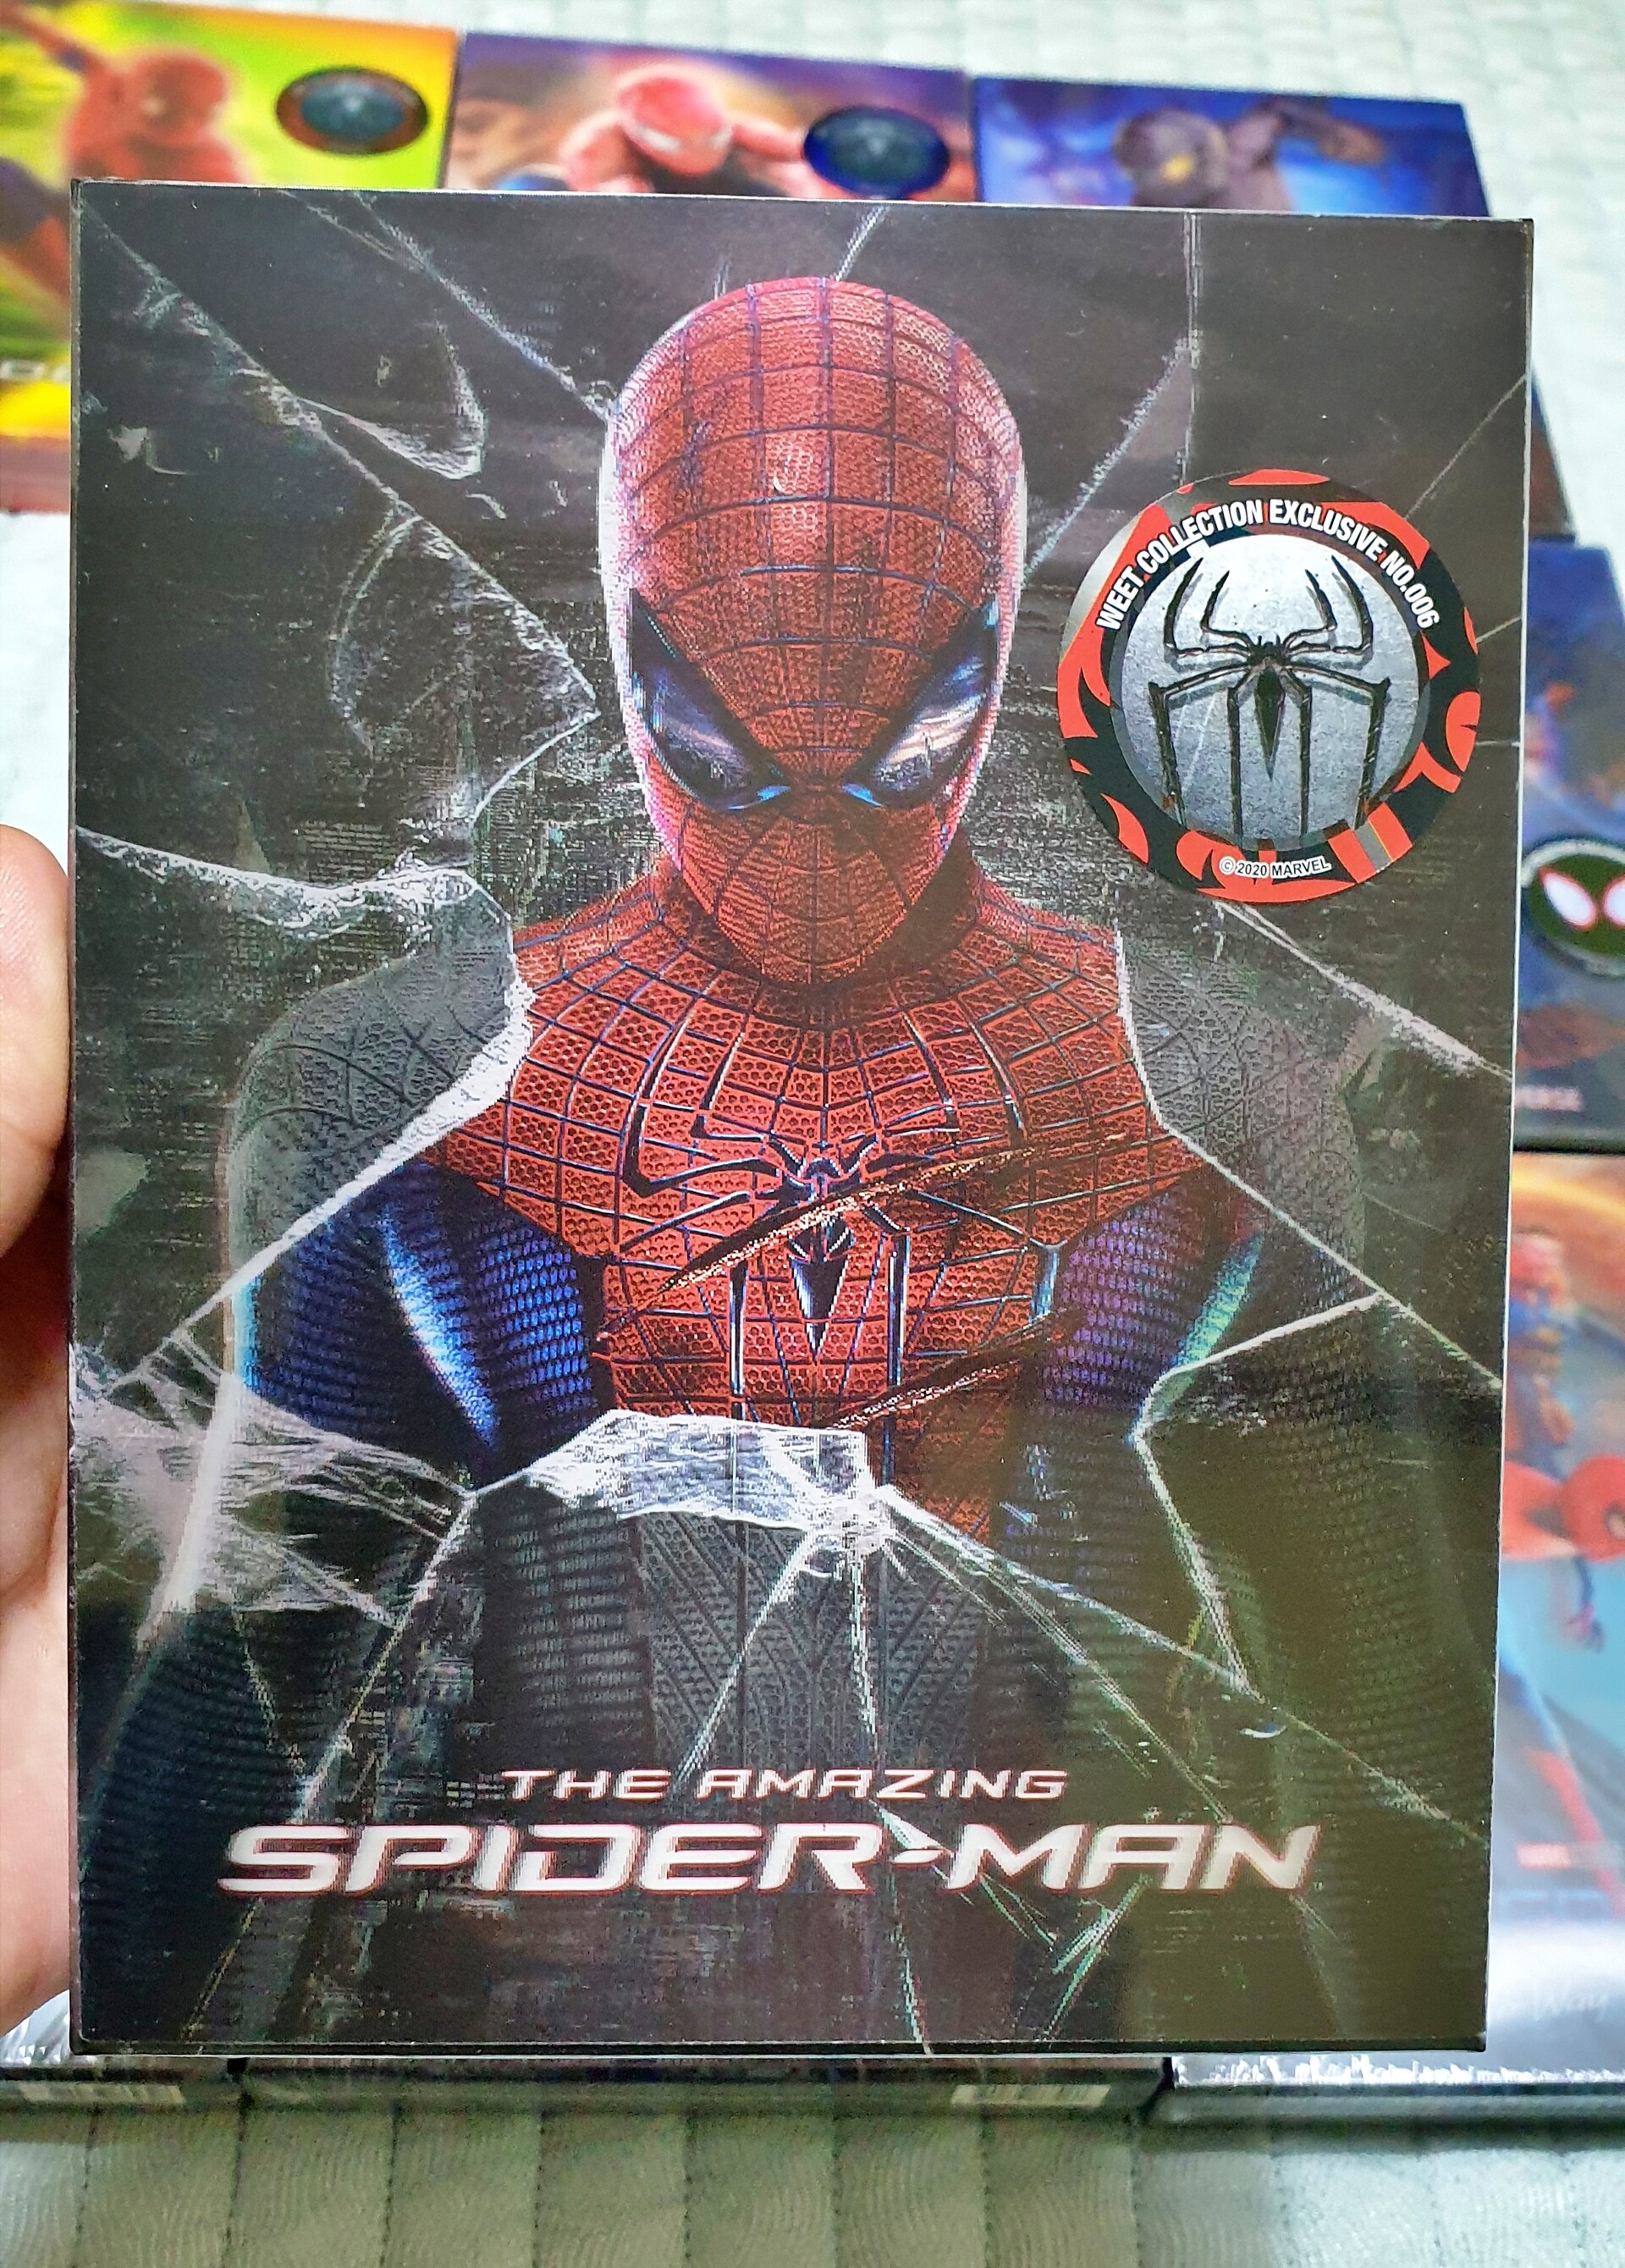 WEET COLLECTION EXCLUSIVE NO.006
© 2020 MARVEL
THE AMAZING
SPIDER-MAN